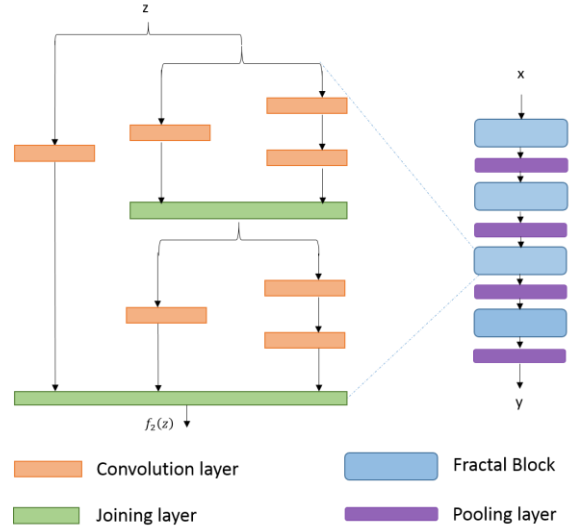 z
x
y
f₂(z)
Convolution layer
Fractal Block
Joining layer
Pooling layer